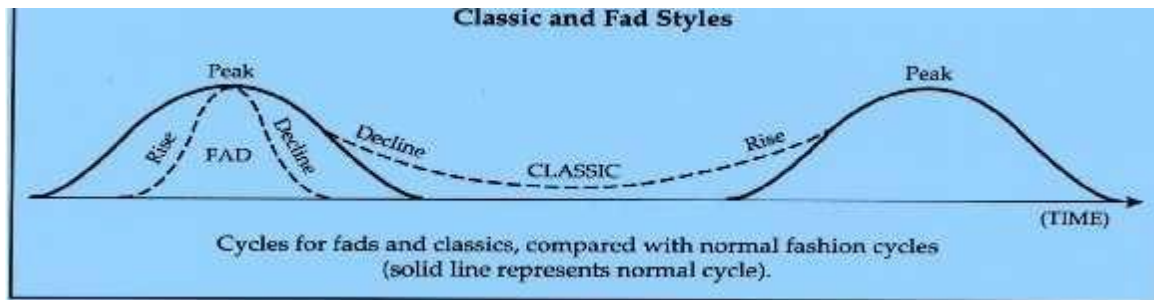 Classic and Fad Styles
Peak
Peak
Rise
FAD
Decline
Decline
CLASSIC
Rise
(TIME)
Cycles for fads and classics, compared with normal fashion cycles
(solid line represents normal cycle).